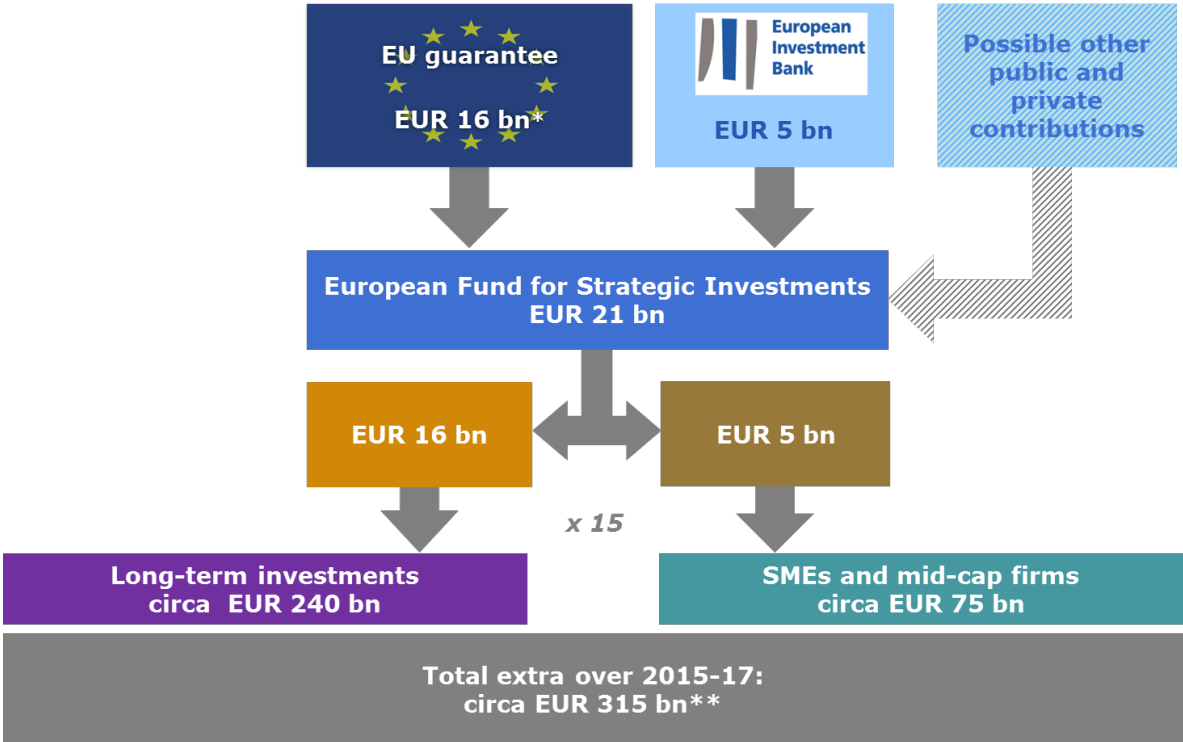 EU guarantee
EUR 16 bn*
European
Investment
Bank
EUR 5 bn
Possible other
public and
private
contributions
European Fund for Strategic Investments
EUR 21 bn
EUR 16 bn
EUR 5 bn
x 15
Long-term investments
circa EUR 240 bn
SMEs and mid-cap firms
circa EUR 75 bn
Total extra over 2015-17:
circa EUR 315 bn**